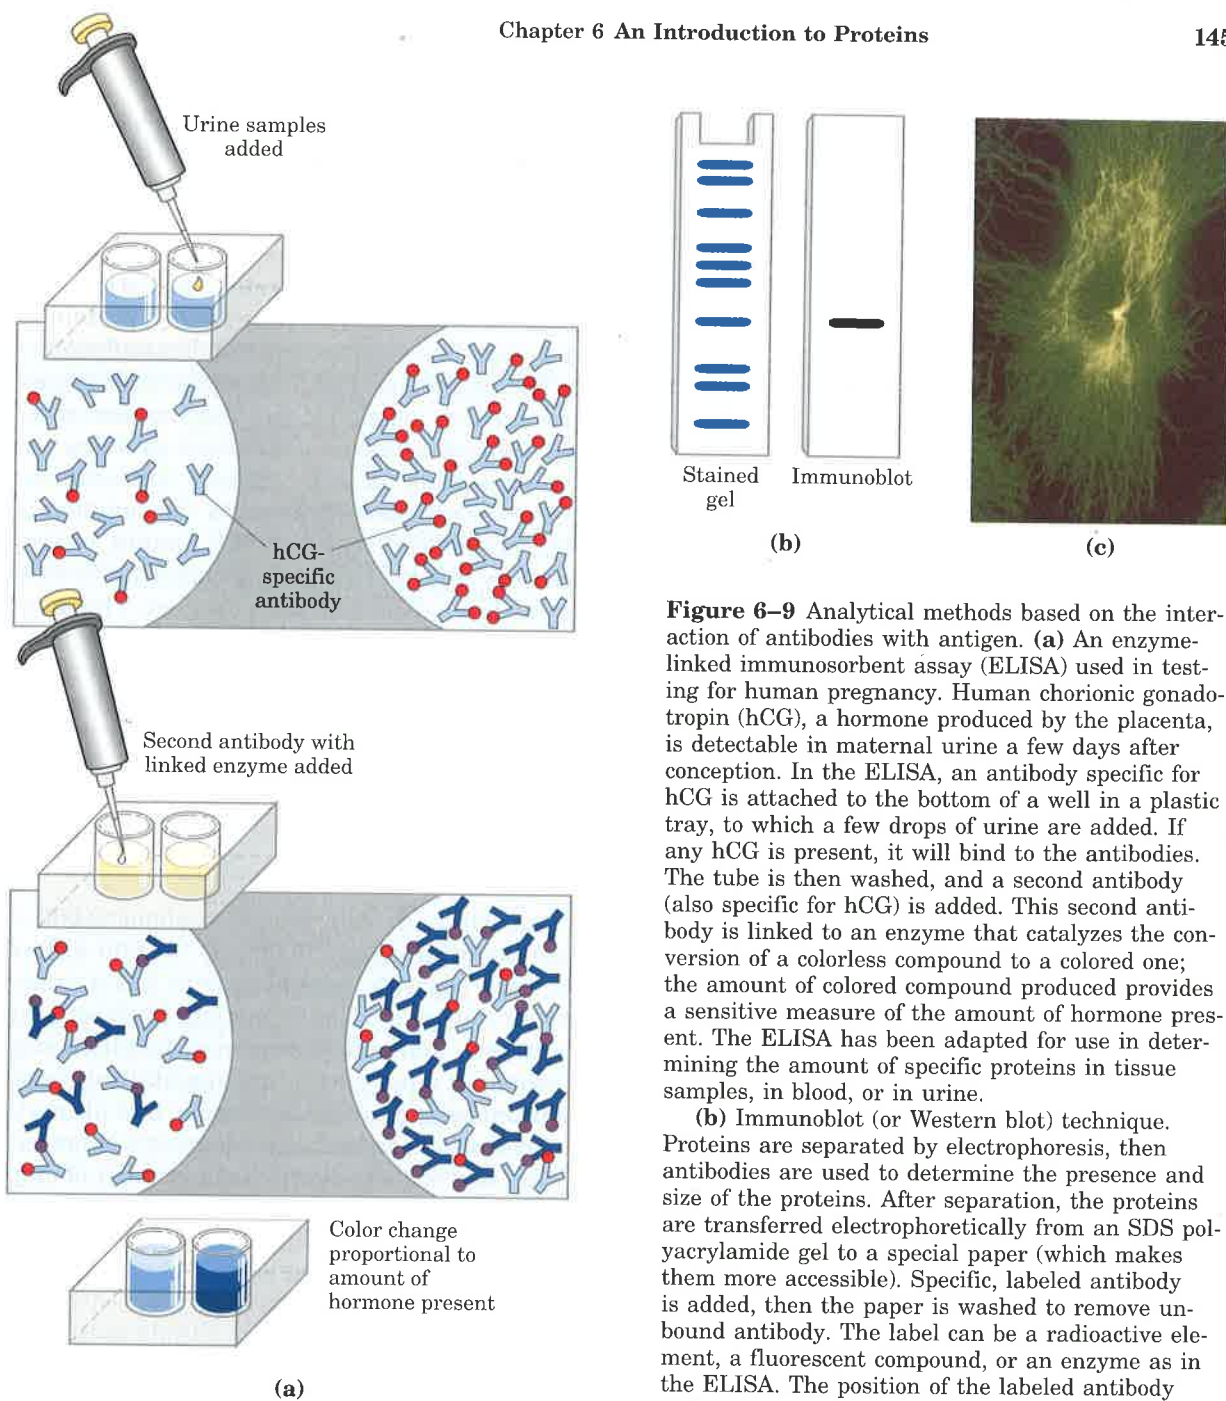 Chapter 6 An Introduction to Proteins
145
Urine samples
added
hCG-
specific
antibody
Second antibody with
linked enzyme added
Color change
proportional to
amount of
hormone present
(a)
Stained
gel
Immunoblot
(b)
(c)
Figure 6–9 Analytical methods based on the inter-
action of antibodies with antigen. (a) An enzyme-
linked immunosorbent assay (ELISA) used in test-
ing for human pregnancy. Human chorionic gonado-
tropin (hCG), a hormone produced by the placenta,
is detectable in maternal urine a few days after
conception. In the ELISA, an antibody specific for
hCG is attached to the bottom of a well in a plastic
tray, to which a few drops of urine are added. If
any hCG is present, it will bind to the antibodies.
The tube is then washed, and a second antibody
(also specific for hCG) is added. This second anti-
body is linked to an enzyme that catalyzes the con-
version of a colorless compound to a colored one;
the amount of colored compound produced provides
a sensitive measure of the amount of hormone pres-
ent. The ELISA has been adapted for use in deter-
mining the amount of specific proteins in tissue
samples, in blood, or in urine.
(b) Immunoblot (or Western blot) technique.
Proteins are separated by electrophoresis, then
antibodies are used to determine the presence and
size of the proteins. After separation, the proteins
are transferred electrophoretically from an SDS pol-
yacrylamide gel to a special paper (which makes
them more accessible). Specific, labeled antibody
is added, then the paper is washed to remove un-
bound antibody. The label can be a radioactive ele-
ment, a fluorescent compound, or an enzyme as in
the ELISA. The position of the labeled antibody